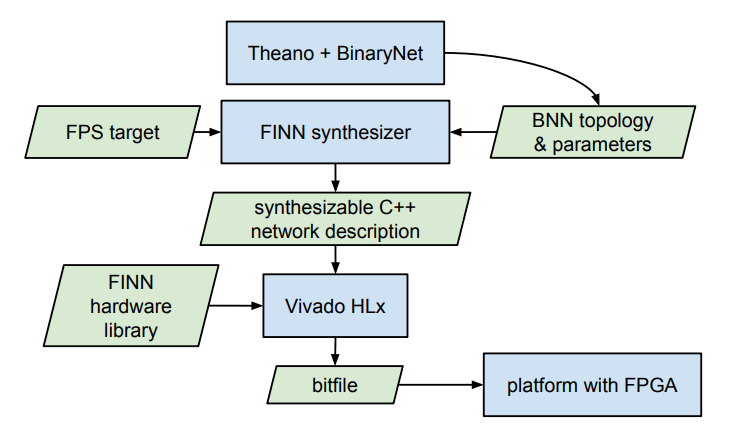 Theano + BinaryNet
FPS target
FINN synthesizer
BNN topology
& parameters
synthesizable C++
network description
FINN
hardware
library
Vivado HLx
bitfile
platform with FPGA